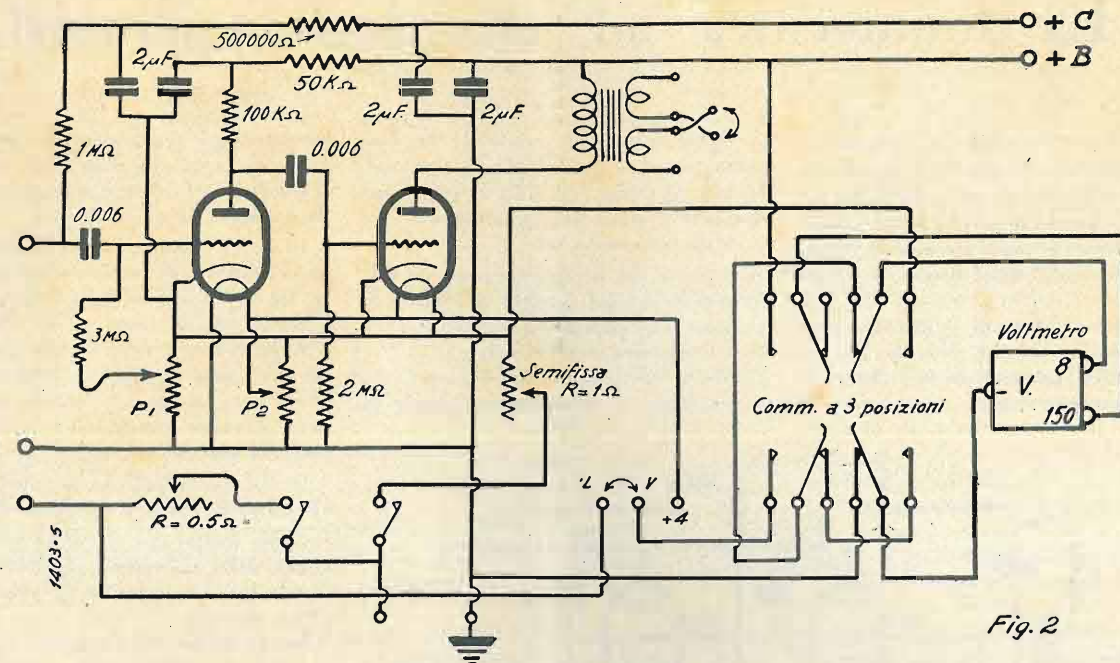 + C
500000Ω
+ B
2µF.
50KΩ
2µF.
2µF.
100KΩ
1MΩ
0.006
0.006
3MΩ
Voltmetro
8
- V.
150
Semifissa
R=1Ω
P1
P2
2MΩ
Comm. a 3 posizioni
L
V
+4
R=0.5Ω
1403•5
Fig. 2